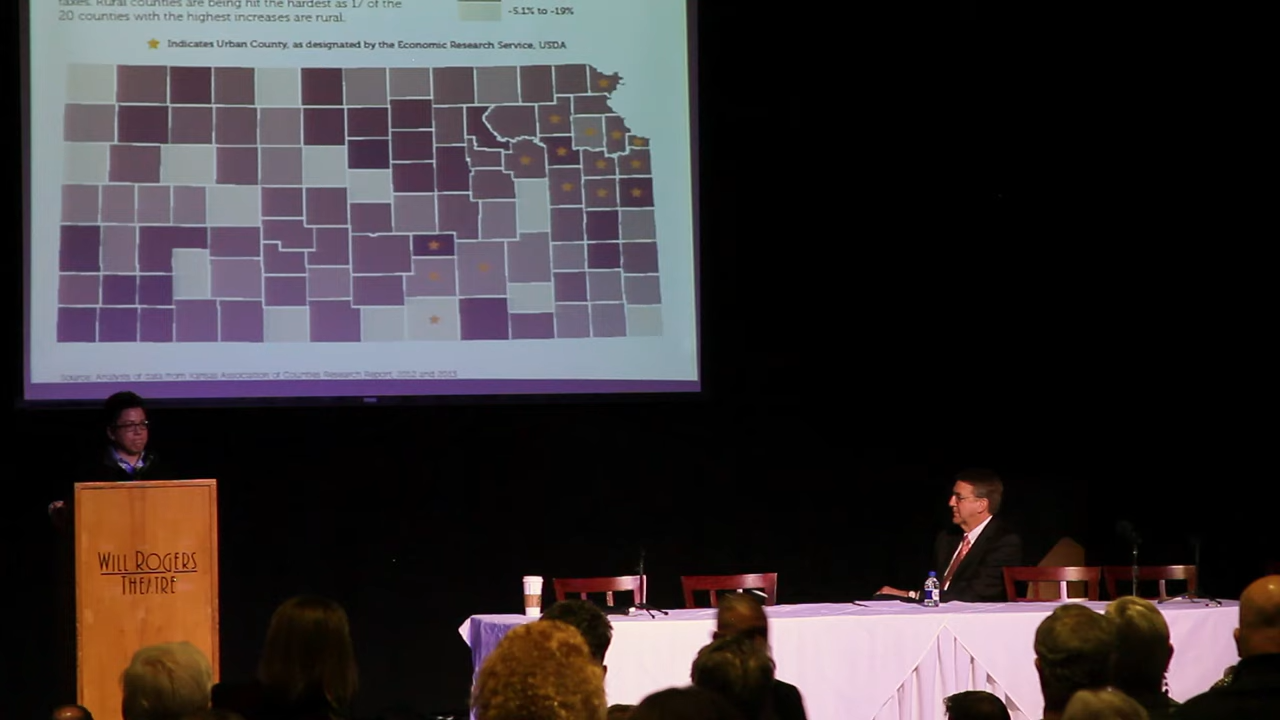 taxes. Rural counties are being hit the hardest as 17 of the
20 counties with the highest increases are rural.
-5.1% to -19%
Indicates Urban County, as designated by the Economic Research Service, USDA
Source: Analysis of data from Kansas Association of Counties Research Report, 2012 and 2013
WILL ROGERS
THEATRE